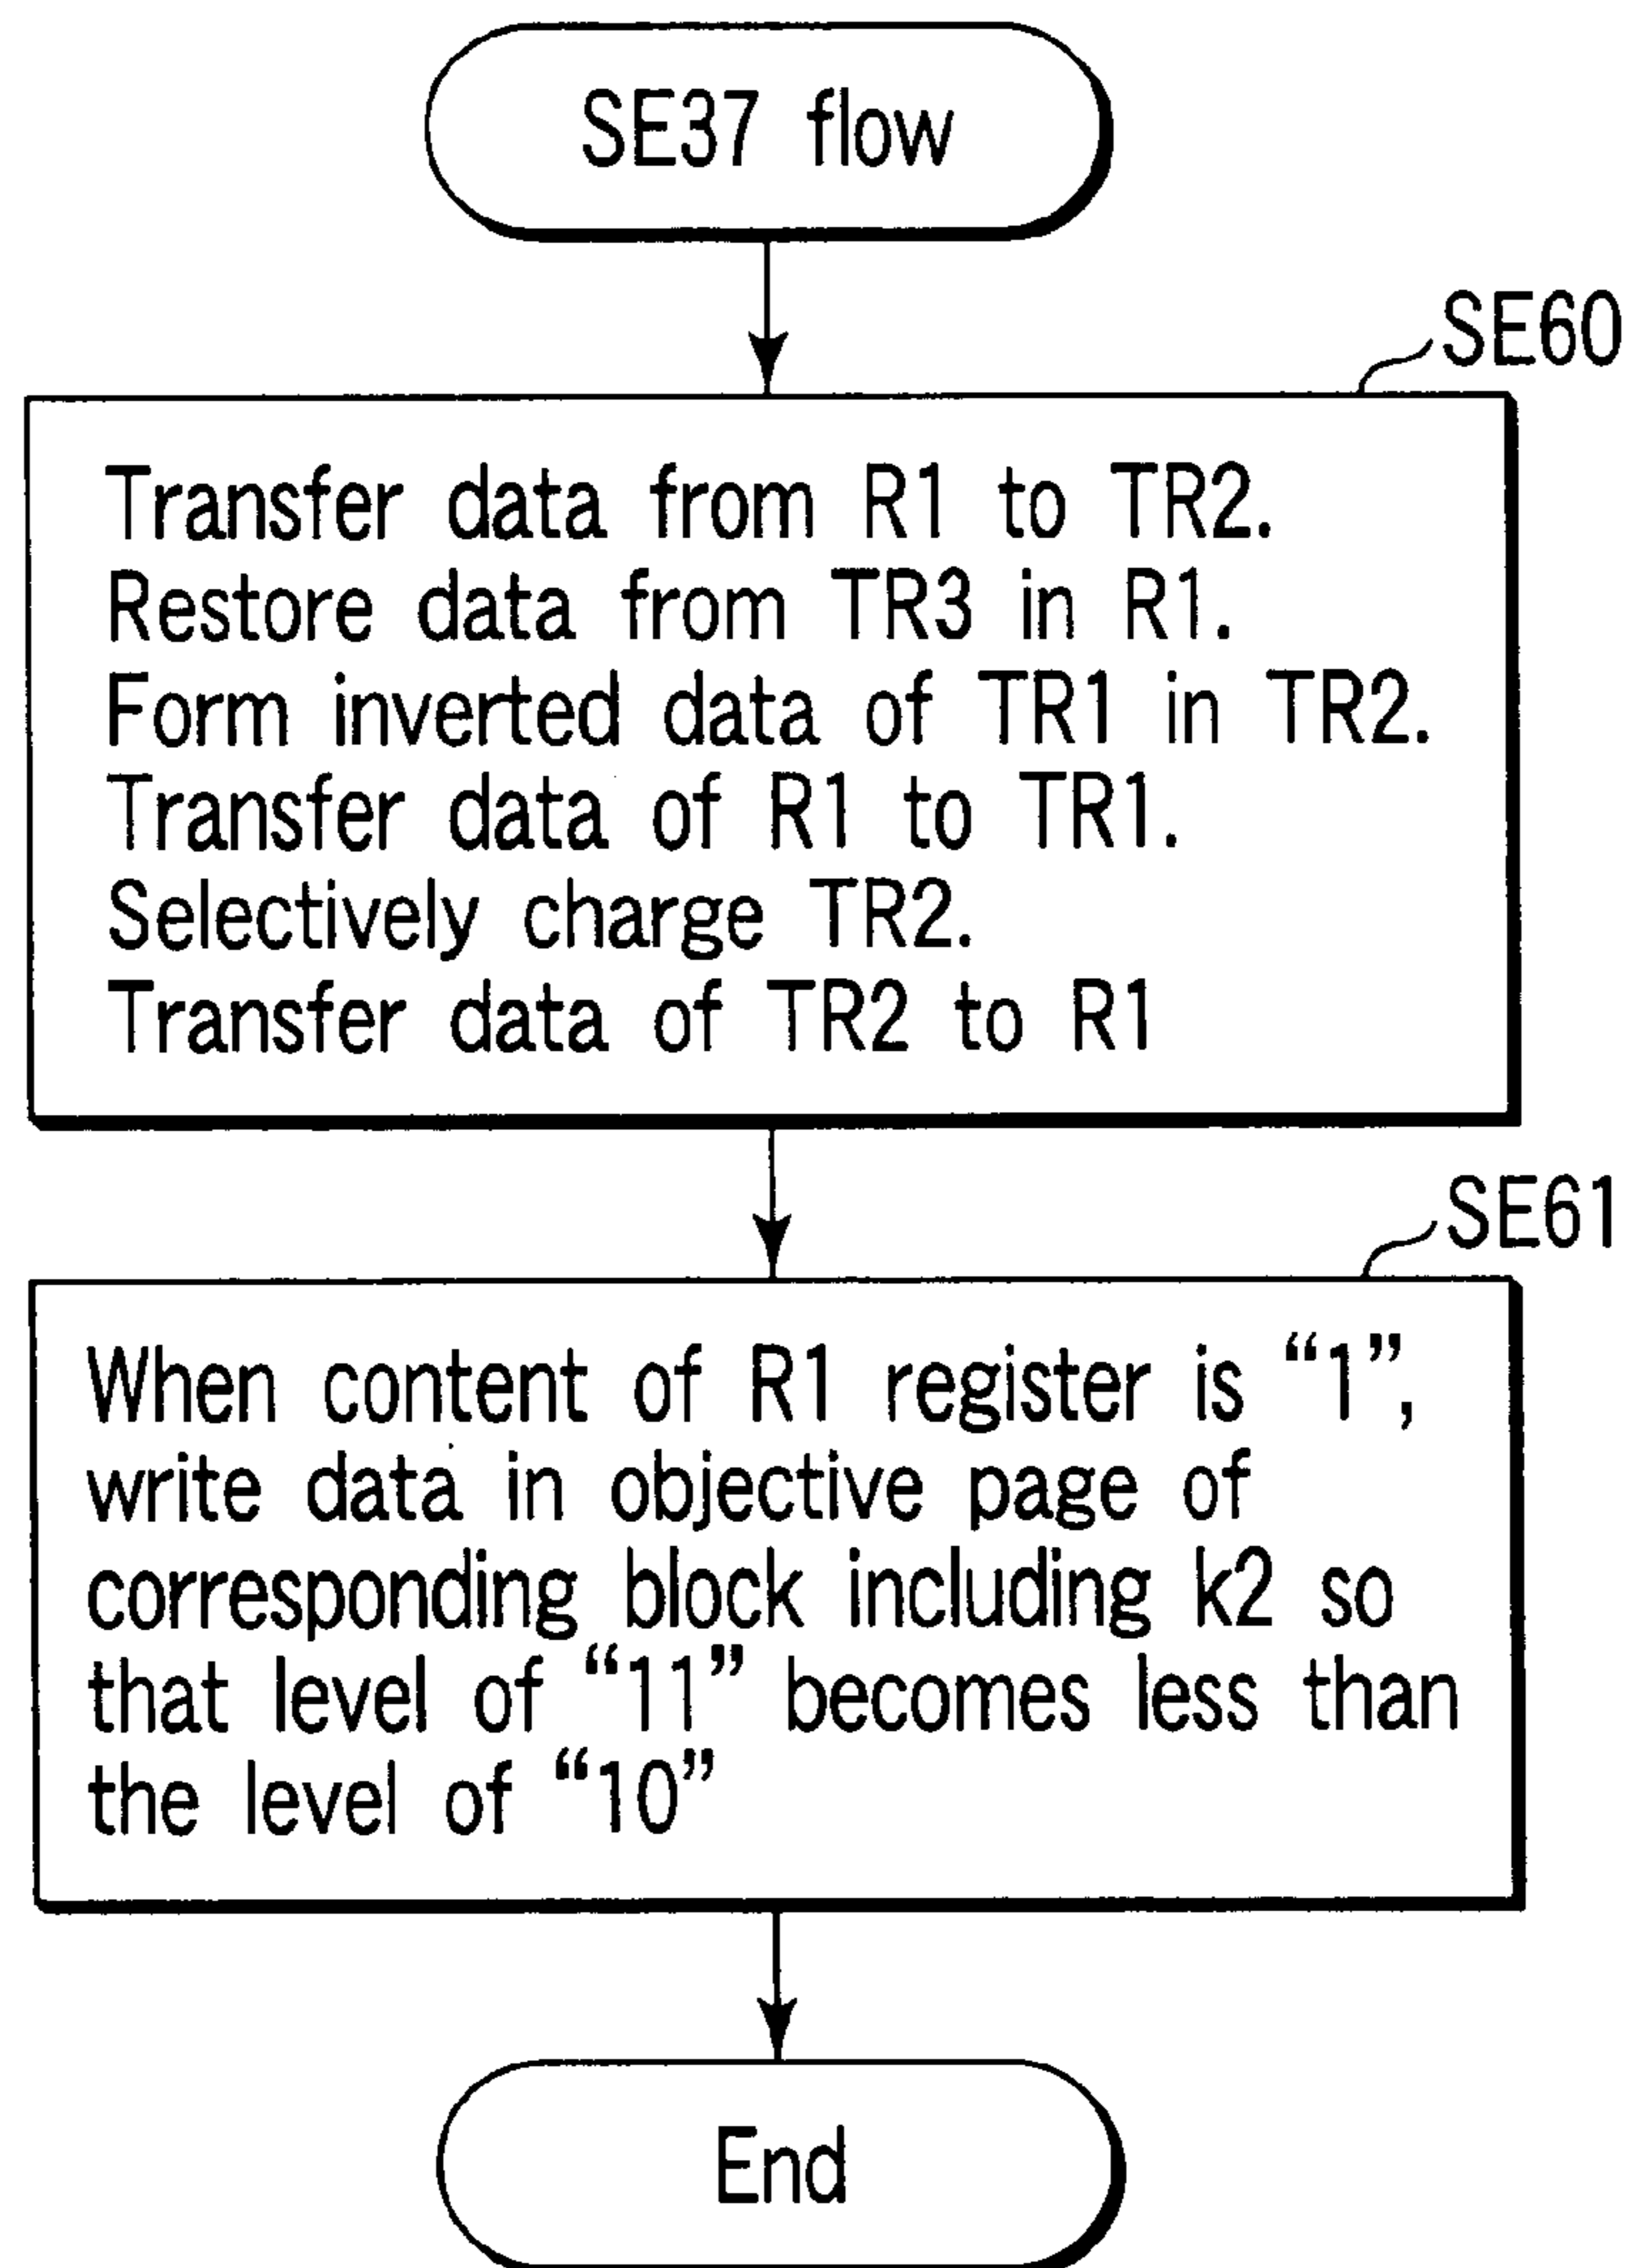 SE37 flow
SE60
Transfer data from R1 to TR2.
Restore data from TR3 in R1.
Form inverted data of TR1 in TR2.
Transfer data of R1 to TR1.
Selectively charge TR2.
Transfer data of TR2 to R1
SE61
When content of R1 register is “1”,
write data in objective page of
corresponding block including k2 so
that level of “11” becomes less than
the level of “10”
End